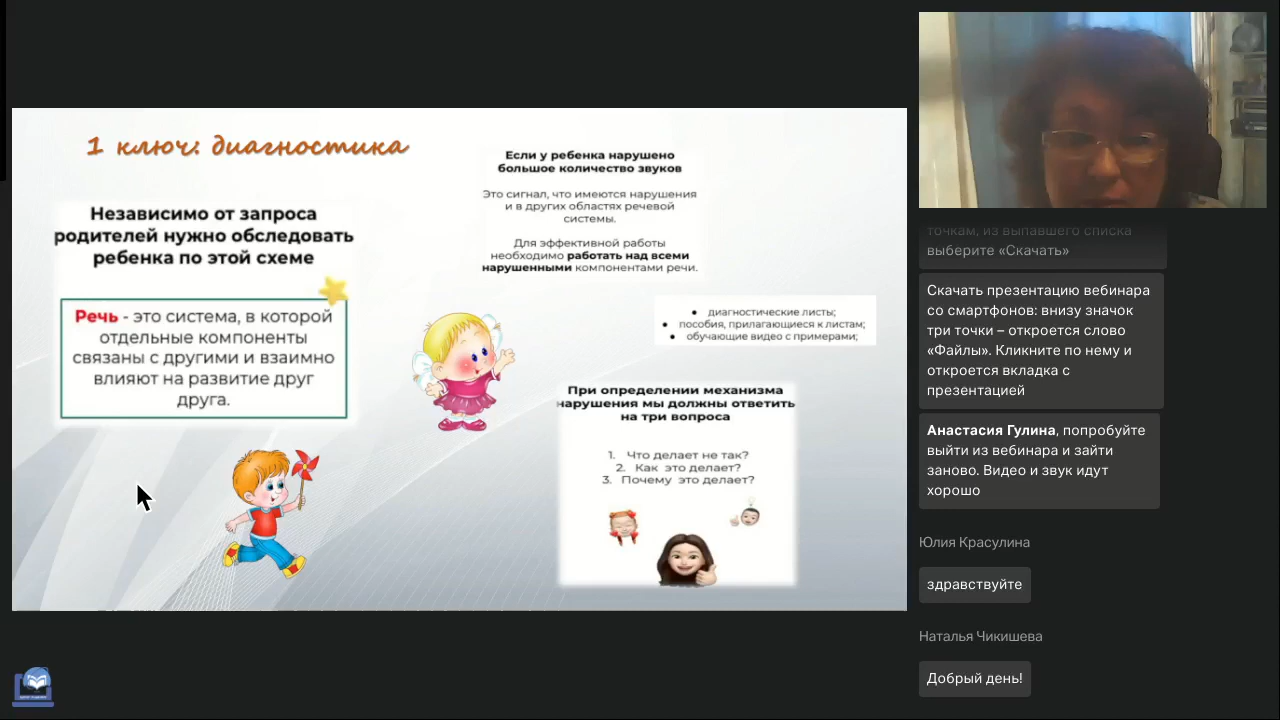 1 ключ: диагностика
Независимо от запроса
родителей нужно обследовать
ребенка по этой схеме
Речь - это система, в которой
отдельные компоненты
связаны с другими и взаимно
влияют на развитие друг
друга.
Если у ребенка нарушено
большое количество звуков
Это сигнал, что имеются нарушения
и в других областях речевой
системы.
Для эффективной работы
необходимо работать над всеми
нарушенными компонентами речи.
• диагностические листы;
• пособия, прилагающиеся к листам;
• обучающие видео с примерами;
При определении механизма
нарушения мы должны ответить
на три вопроса
1. Что делает не так?
2. Как это делает?
3. Почему это делает?
точкам, из выпавшего списка
выберите «Скачать»
Скачать презентацию вебинара
со смартфонов: внизу значок
три точки – откроется слово
«Файлы». Кликните по нему и
откроется вкладка с
презентацией
Анастасия Гулина, попробуйте
выйти из вебинара и зайти
заново. Видео и звук идут
хорошо
Юлия Красулина
здравствуйте
Наталья Чикишева
Добрый день!